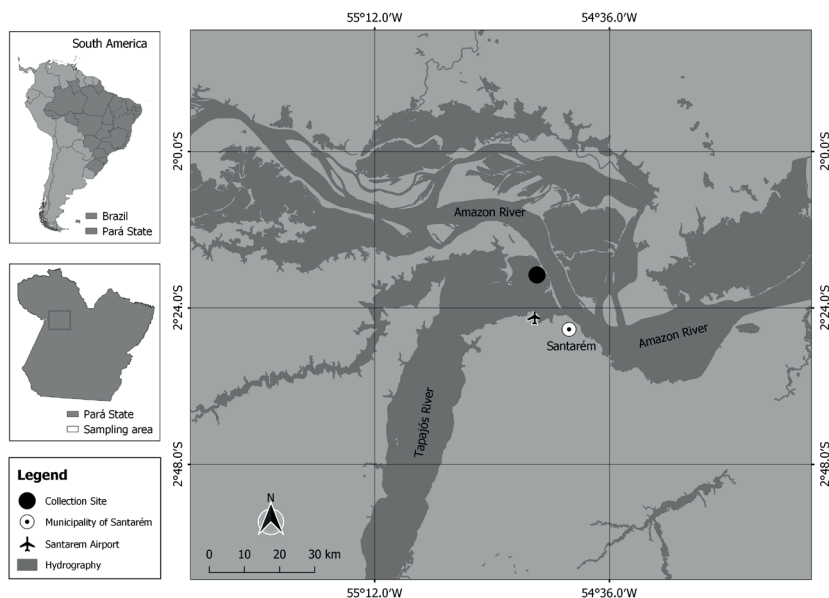 55°12.0'W
54°36.0'W
South America
Brazil
Pará State
2°0.0'S
2°0.0'S
Amazon River
2°24.0'S
2°24.0'S
Santarém
Amazon River
Tapajós River
Pará State
Sampling area
2°48.0'S
2°48.0'S
Legend
Collection Site
Municipality of Santarém
Santarem Airport
Hydrography
N
0 10 20 30 km
55°12.0'W
54°36.0'W